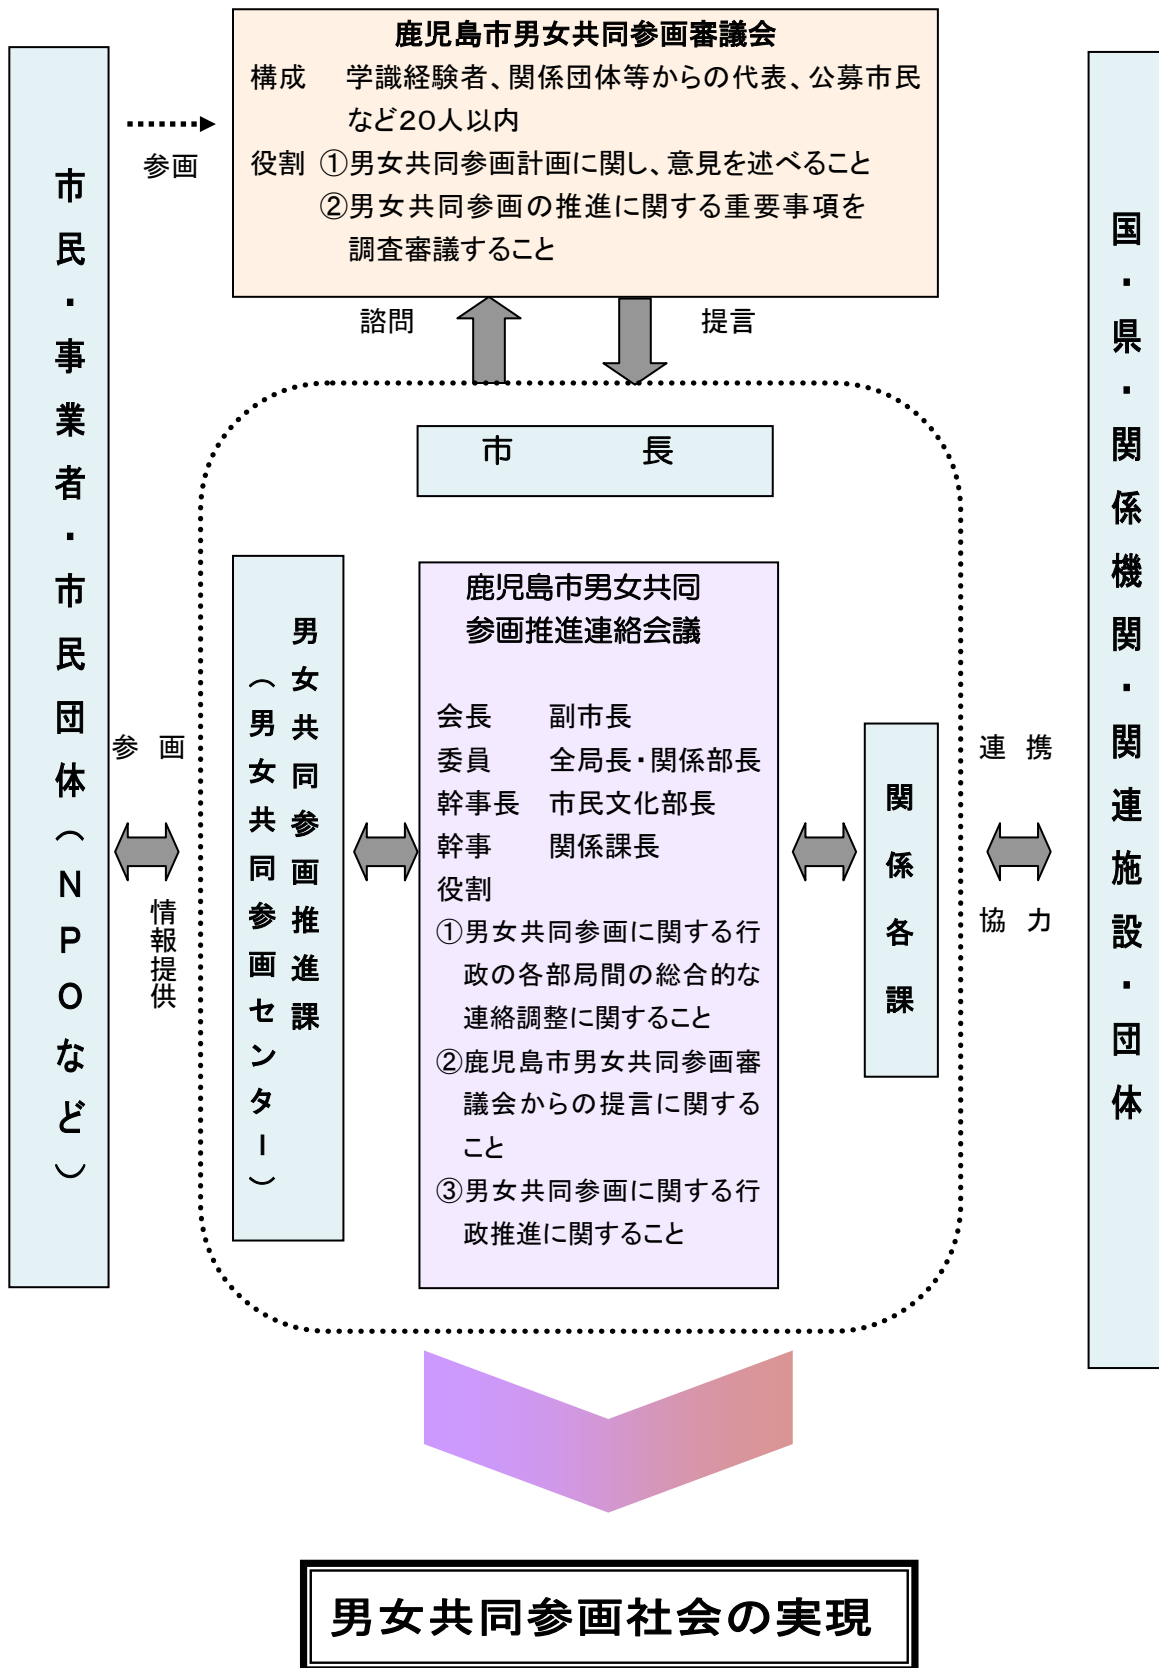 鹿児島市男女共同参画審議会
構成　学識経験者、関係団体等からの代表、公募市民
など２０人以内
役割　①男女共同参画計画に関し、意見を述べること
②男女共同参画の推進に関する重要事項を
調査審議すること
参画
諮問
提言
市民・事業者・市民団体（ＮＰＯなど）
国・県・関係機関・関連施設・団体
市　長
男女共同参画推進課
（男女共同参画センター）
鹿児島市男女共同
参画推進連絡会議
会長　副市長
委員　全局長・関係部長
幹事長　市民文化部長
幹事　関係課長
役割
①男女共同参画に関する行
政の各部局間の総合的な
連絡調整に関すること
②鹿児島市男女共同参画審
議会からの提言に関する
こと
③男女共同参画に関する行
政推進に関すること
関係各課
参　画
情報提供
連　携
協　力
男女共同参画社会の実現